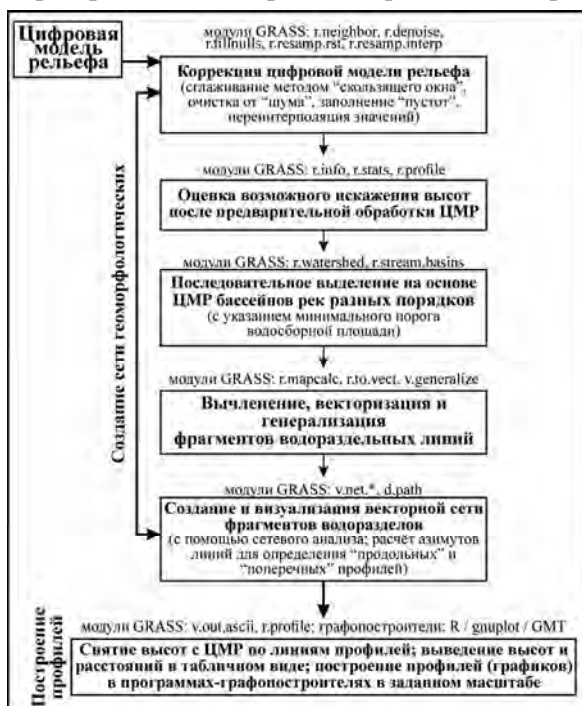 модули GRASS: r.neighbor, r.denoise,
r.fillnulls, r.resamp.rst, r.resamp.interp
Цифровая
модель
рельефа
Коррекция цифровой модели рельефа
(сглаживание методом “скользящего окна”,
очистка от “шума”, заполнение “пустот”,
переинтерполяция значений)
модули GRASS: r.info, r.stats, r.profile
Оценка возможного искажения высот
после предварительной обработки ЦМР
модули GRASS: r.watershed, r.stream.basins
Последовательное выделение на основе
ЦМР бассейнов рек разных порядков
(с указанием минимального порога
водосборной площади)
модули GRASS: r.mapcalc, r.to.vect, v.generalize
Вычленение, векторизация и
генерализация
фрагментов водораздельных линий
модули GRASS: v.net.*, d.path
Создание и визуализация векторной сети
фрагментов водоразделов
(с помощью сетевого анализа; расчёт азимутов
линий для определения “продольных” и
“поперечных” профилей)
Создание сети геоморфологических
модули GRASS: v.out.ascii, r.profile; графопостроители: R / gnuplot / GMT
Снятие высот с ЦМР по линиям профилей; выведение высот и
расстояний в табличном виде; построение профилей (графиков)
в программах-графопостроителях в заданном масштабе
Построение
профилей